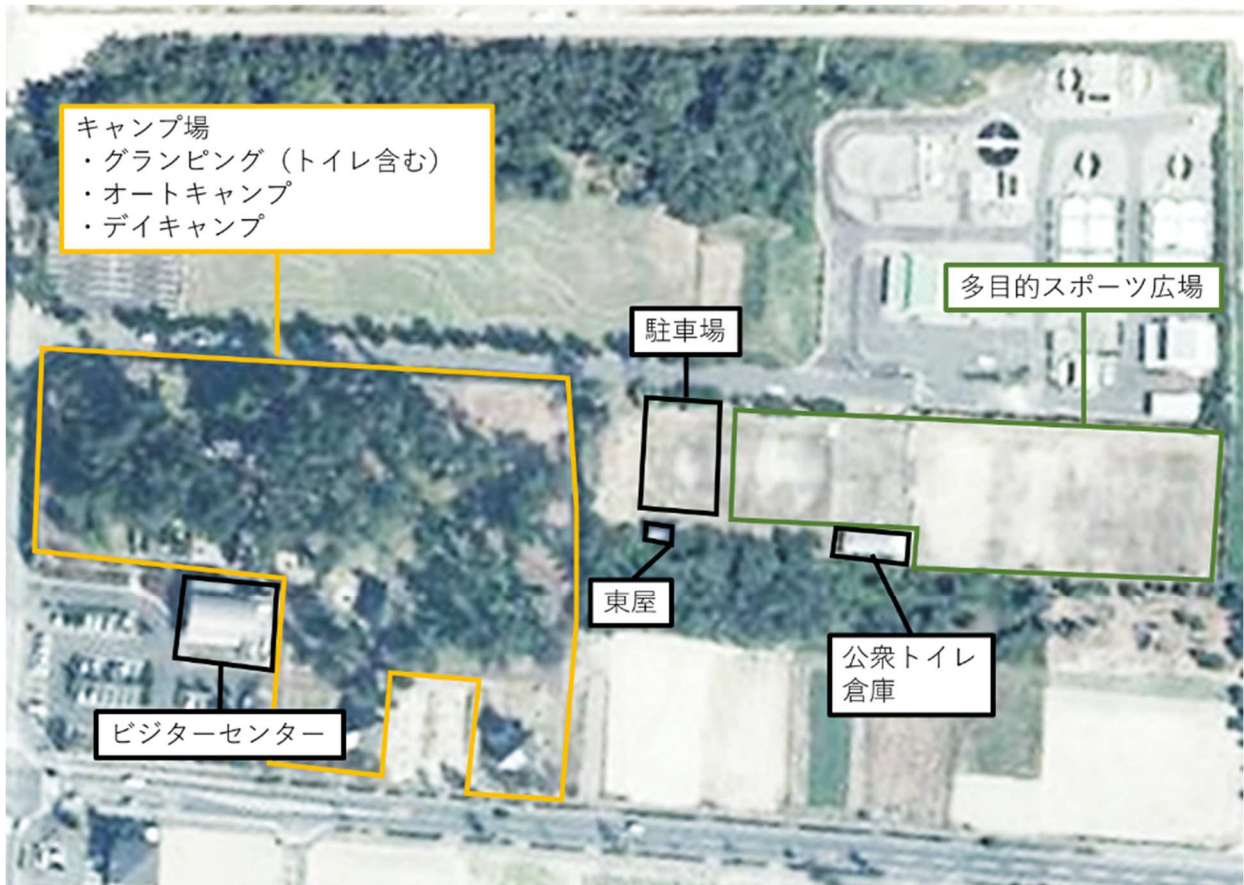 キャンプ場
・グランピング（トイレ含む）
・オートキャンプ
・デイキャンプ
多目的スポーツ広場
駐車場
東屋
公衆トイレ
倉庫
ビジターセンター